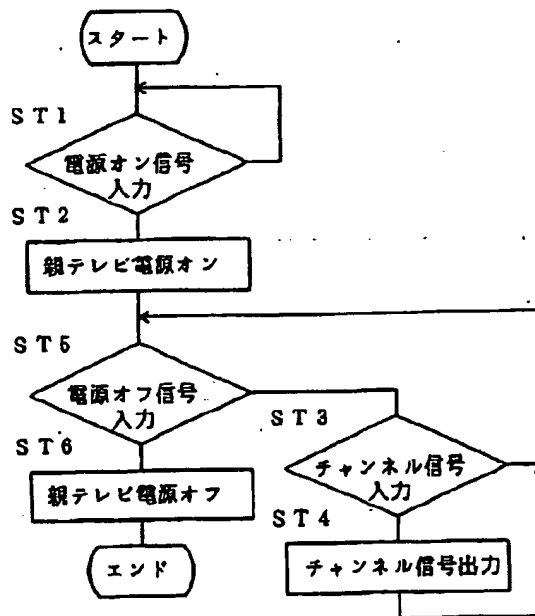 スタート
ST1
電源オン信号
入力
ST2
親テレビ電源オン
ST5
電源オフ信号
入力
ST3
ST6
チャンネル信号
入力
親テレビ電源オフ
ST4
チャンネル信号出力
エンド